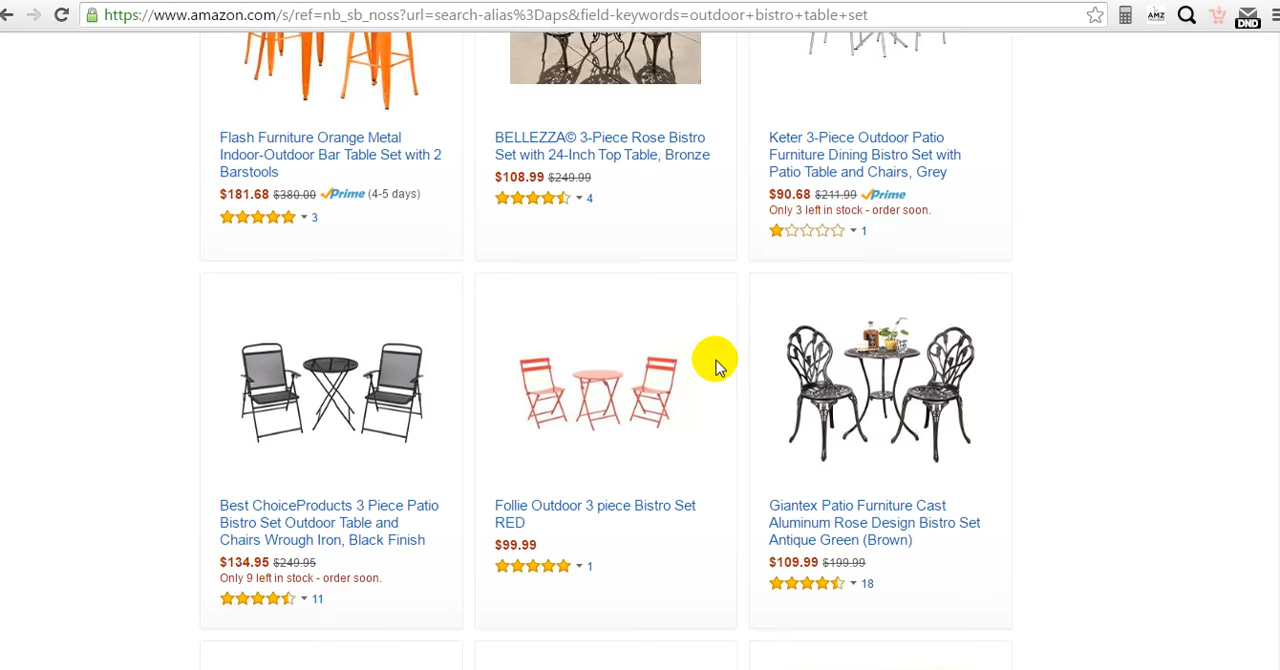 https://www.amazon.com/s/ref=nb_sb_noss?url=search-alias%3Daps&field-keywords=outdoor+bistro+table+set
AMZ
DND
Flash Furniture Orange Metal
Indoor-Outdoor Bar Table Set with 2
Barstools
$181.68 $380.00 Prime (4-5 days)
3
BELLEZZA© 3-Piece Rose Bistro
Set with 24-Inch Top Table, Bronze
$108.99 $249.99
4
Keter 3-Piece Outdoor Patio
Furniture Dining Bistro Set with
Patio Table and Chairs, Grey
$90.68 $211.99 Prime
Only 3 left in stock - order soon.
1
Best ChoiceProducts 3 Piece Patio
Bistro Set Outdoor Table and
Chairs Wrough Iron, Black Finish
$134.95 $249.95
Only 9 left in stock - order soon.
11
Follie Outdoor 3 piece Bistro Set
RED
$99.99
1
Giantex Patio Furniture Cast
Aluminum Rose Design Bistro Set
Antique Green (Brown)
$109.99 $199.99
18